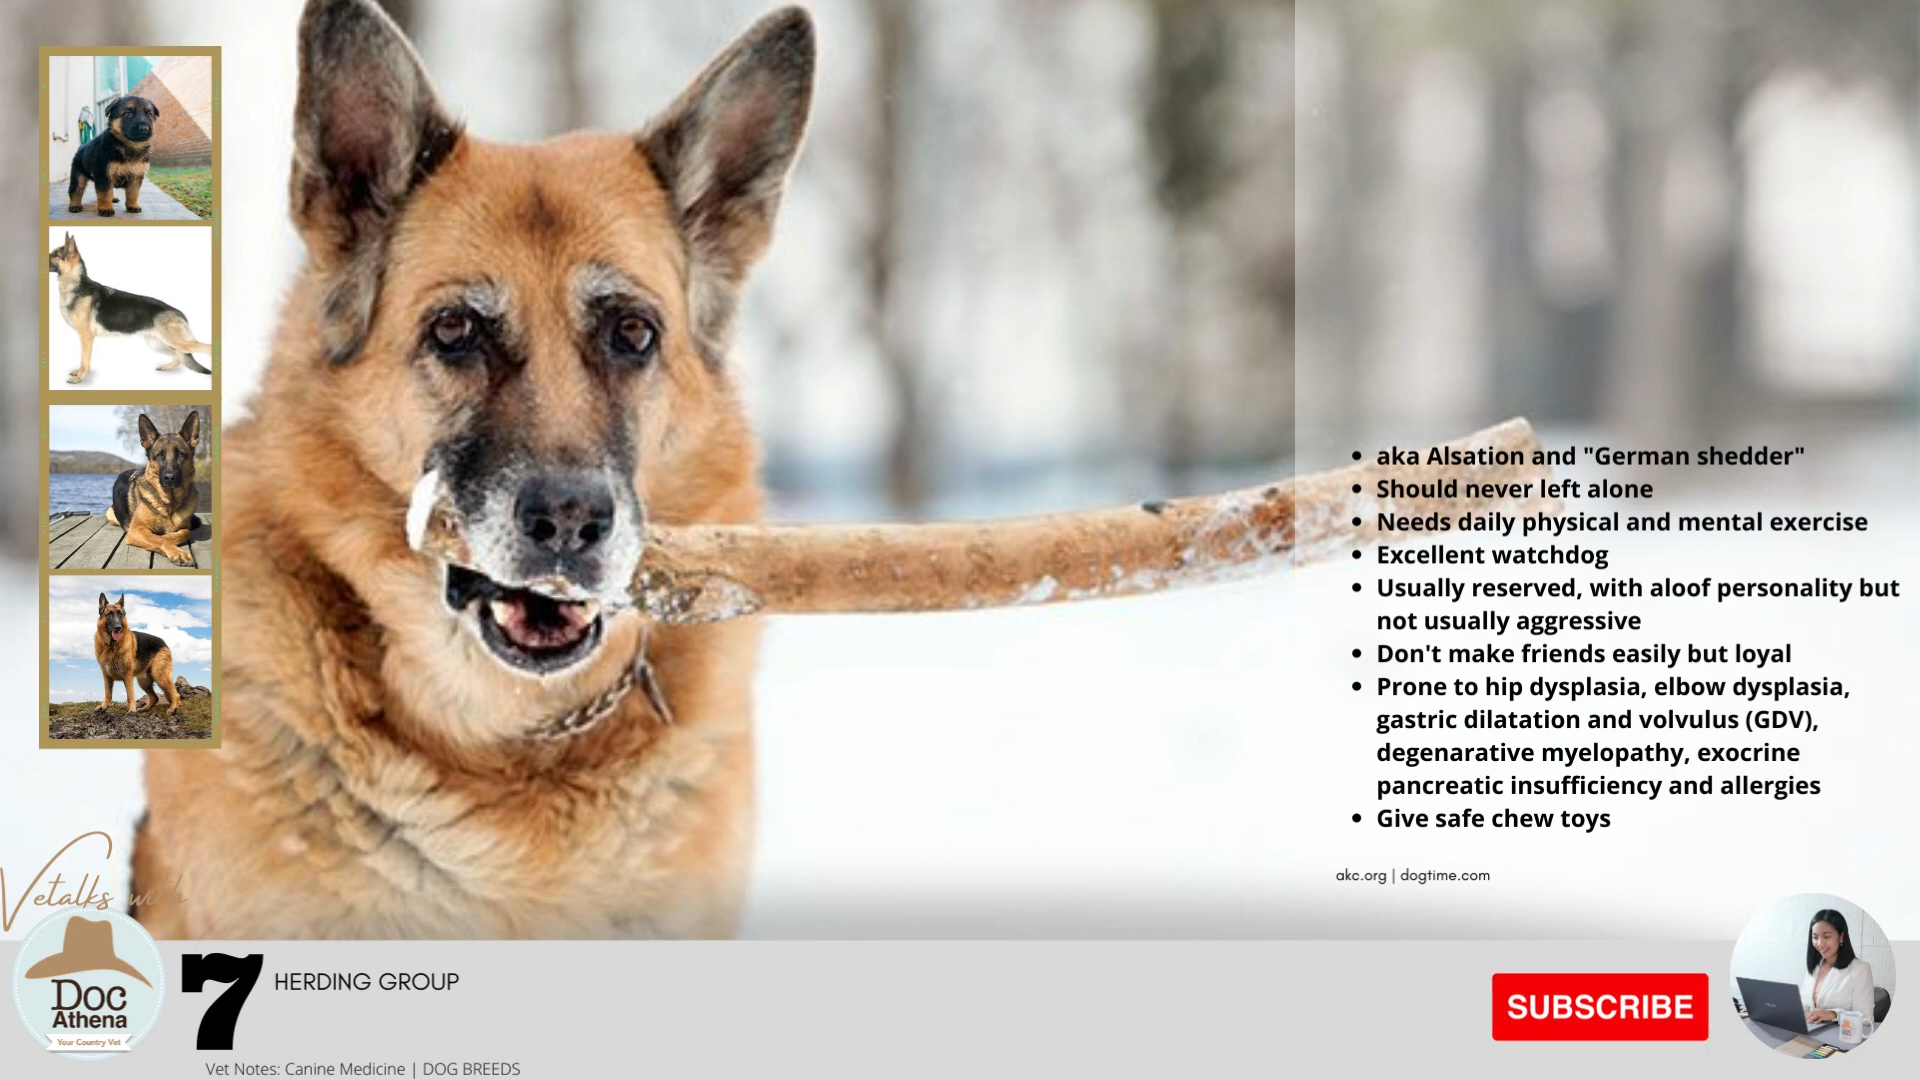 • aka Alsation and "German shedder"
• Should never left alone
• Needs daily physical and mental exercise
• Excellent watchdog
• Usually reserved, with aloof personality but
not usually aggressive
• Don't make friends easily but loyal
• Prone to hip dysplasia, elbow dysplasia,
gastric dilatation and volvulus (GDV),
degenarative myelopathy, exocrine
pancreatic insufficiency and allergies
• Give safe chew toys
akc.org | dogtime.com
Vetalks with
Doc
Athena
Your Country Vet
7
HERDING GROUP
Vet Notes: Canine Medicine | DOG BREEDS
SUBSCRIBE